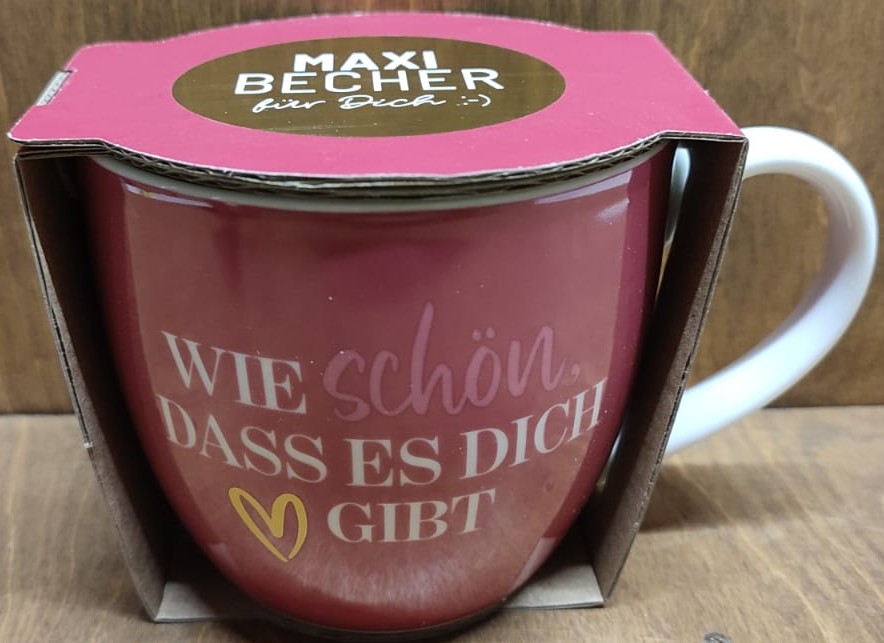 MAXI
BECHER
für Dich :-)
WIE schön,
DASS ES DICH
GIBT